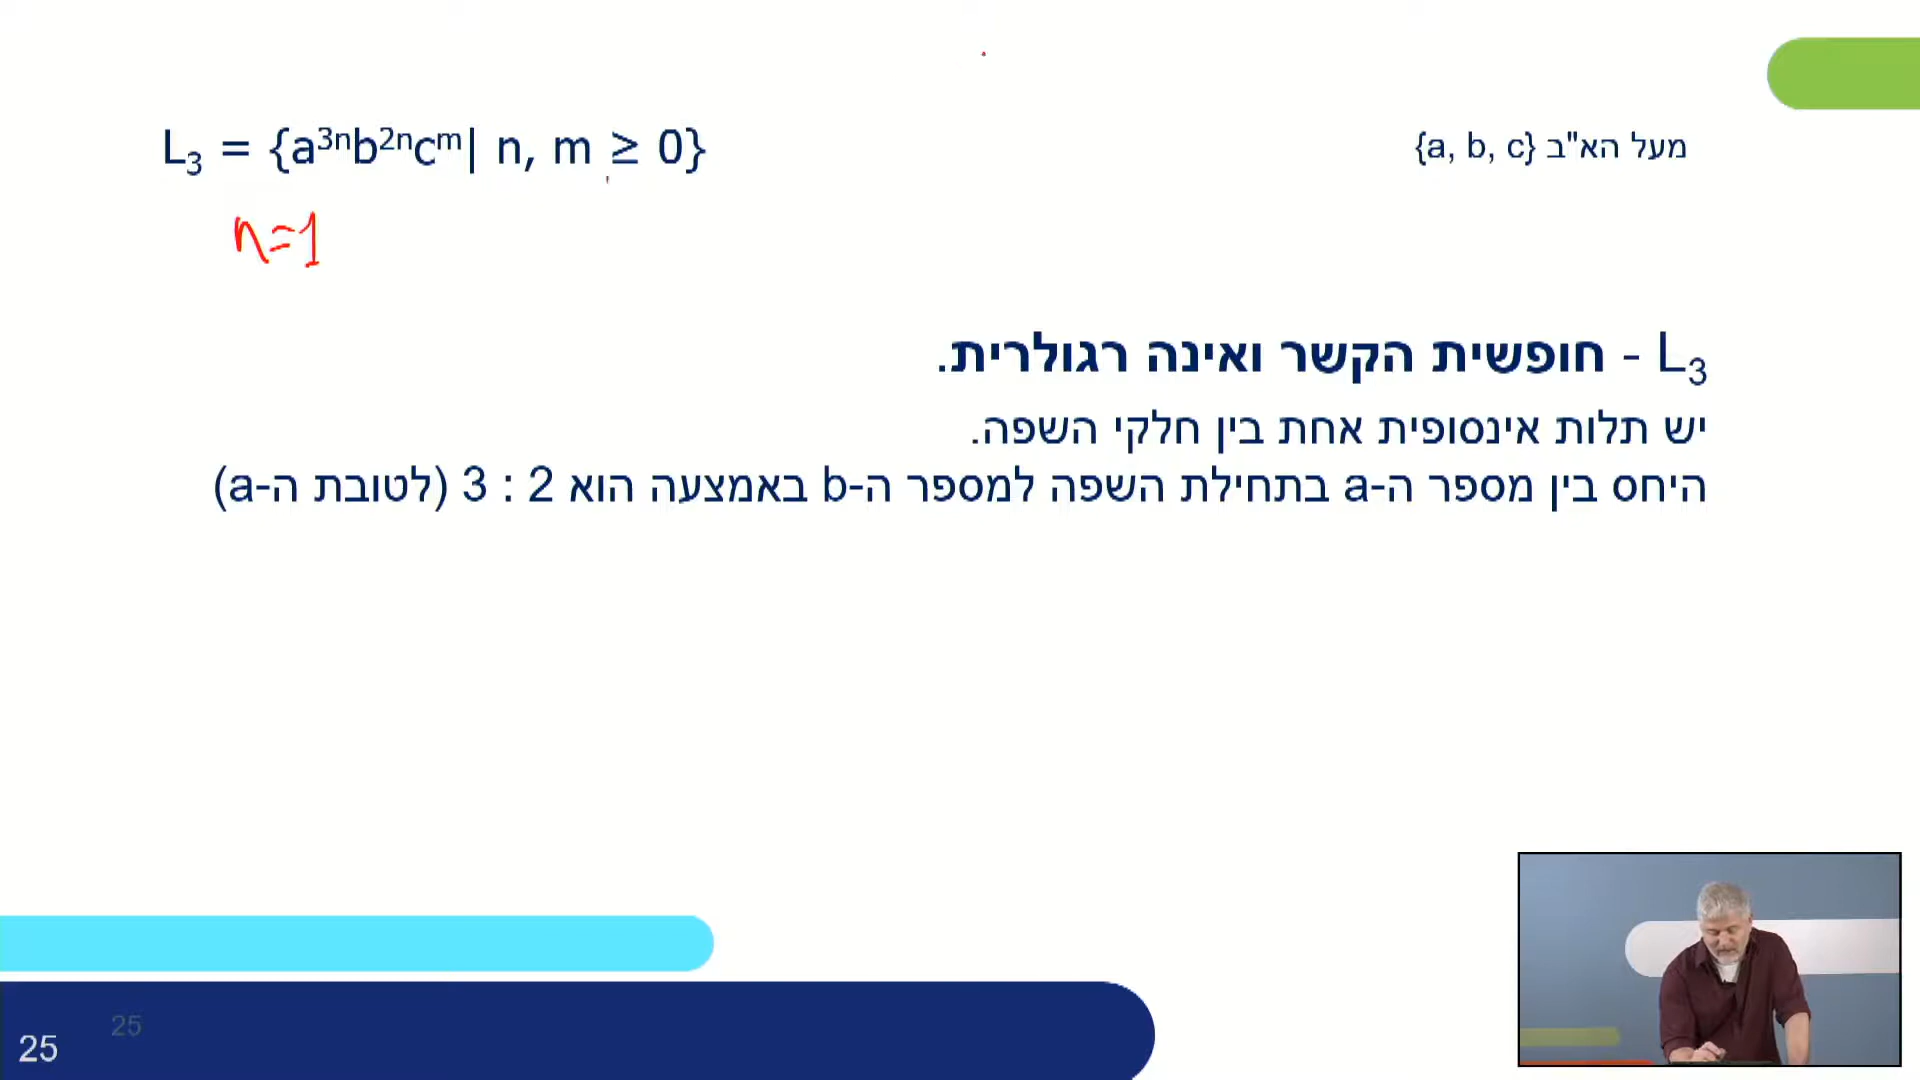 L₃ = {a³ⁿb²ⁿcᵐ| n, m ≥ 0}
מעל הא"ב {a, b, c}
n=1
L₃ - חופשית הקשר ואינה רגולרית.
יש תלות אינסופית אחת בין חלקי השפה.
היחס בין מספר ה-a בתחילת השפה למספר ה-b באמצעה הוא 2 : 3 (לטובת ה-a)
25
25